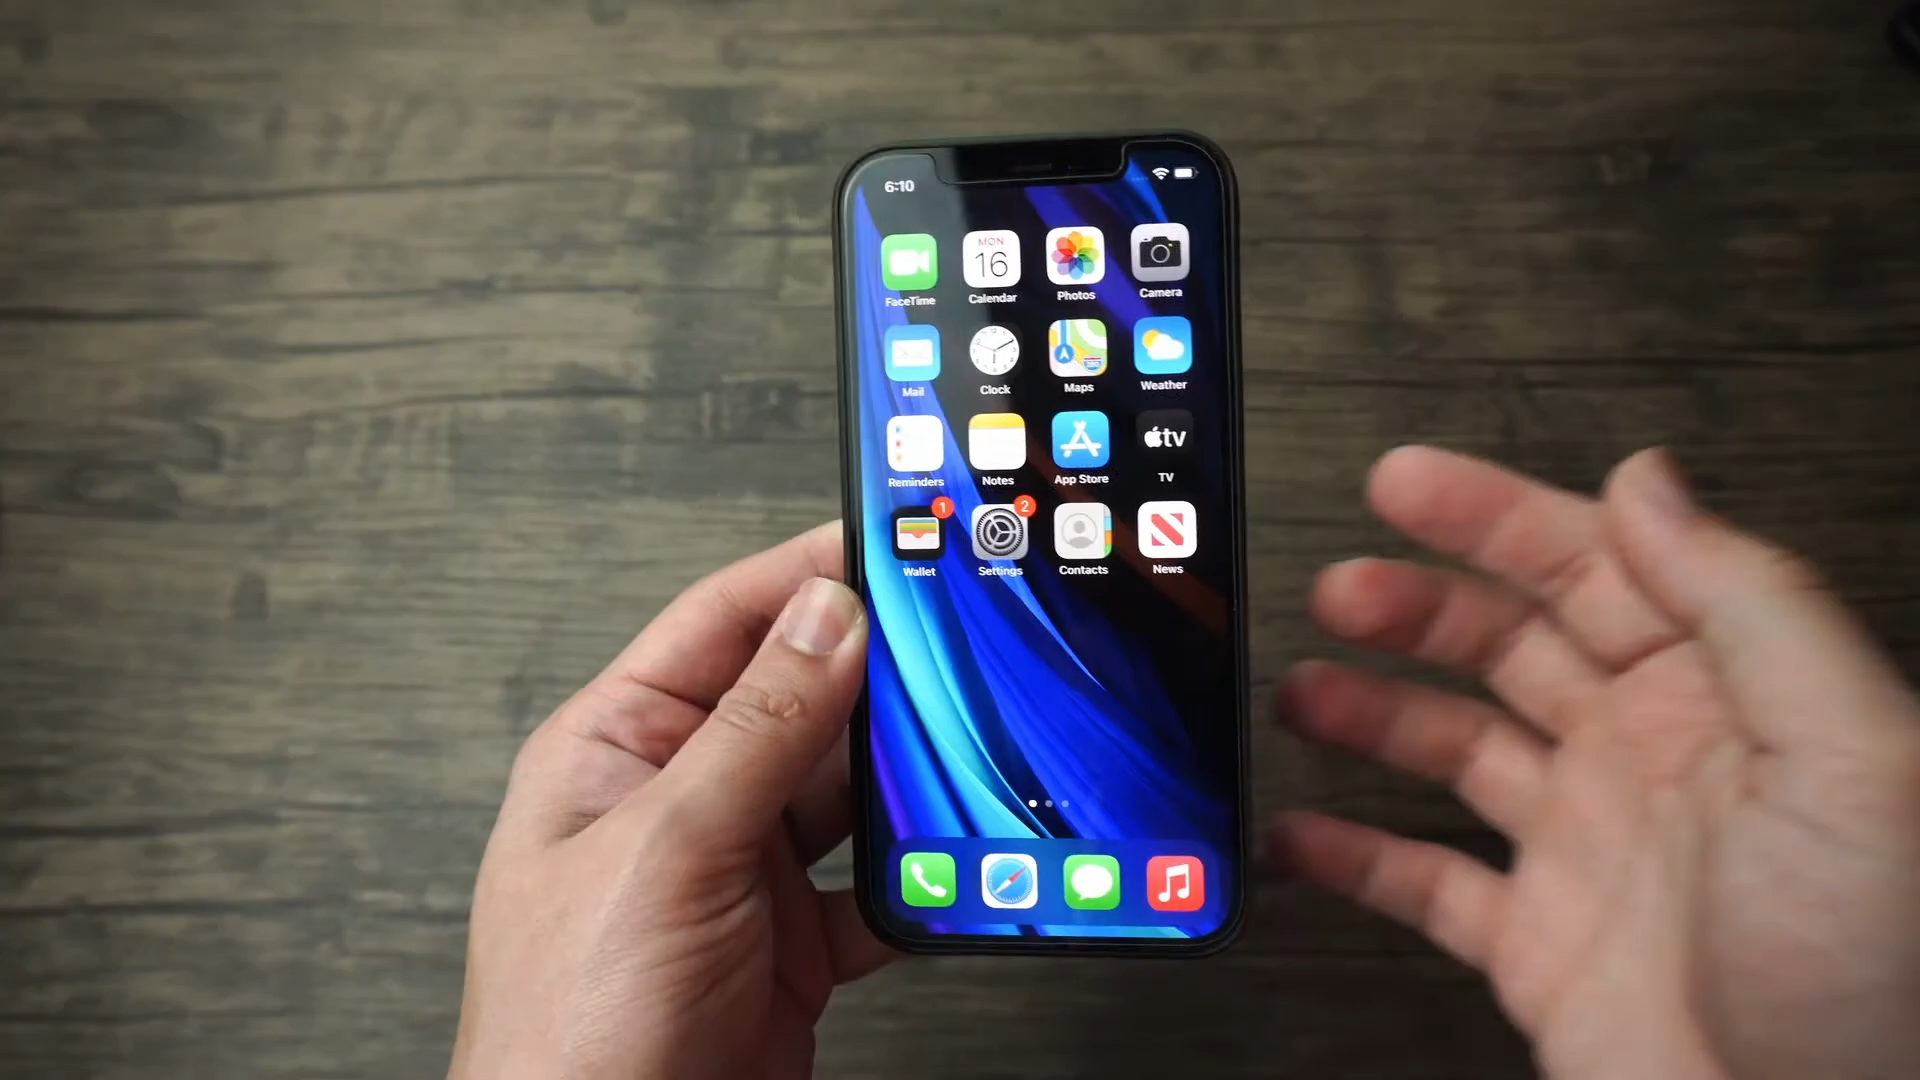 6:10
MON
16
FaceTime Calendar Photos Camera
Mail Clock Maps Weather
tv
Reminders Notes App Store TV
1 2
Wallet Settings Contacts News